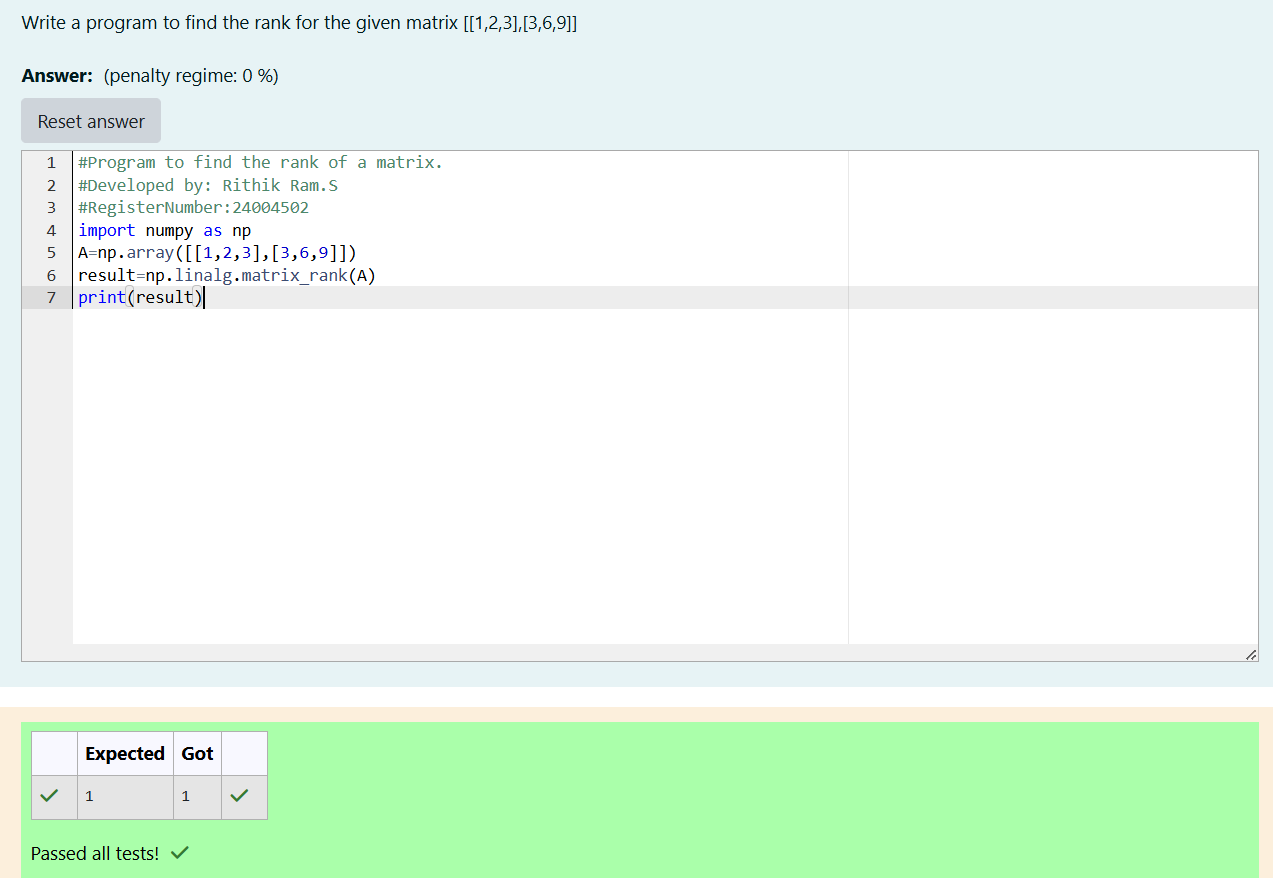 Write a program to find the rank for the given matrix [[1,2,3],[3,6,9]]
Answer: (penalty regime: 0 %)
Reset answer
1 #Program to find the rank of a matrix.
2 #Developed by: Rithik Ram.S
3 #RegisterNumber:24004502
4 import numpy as np
5 A=np.array([[1,2,3],[3,6,9]])
6 result=np.linalg.matrix_rank(A)
7 print(result)
Expected Got
1 1
Passed all tests!